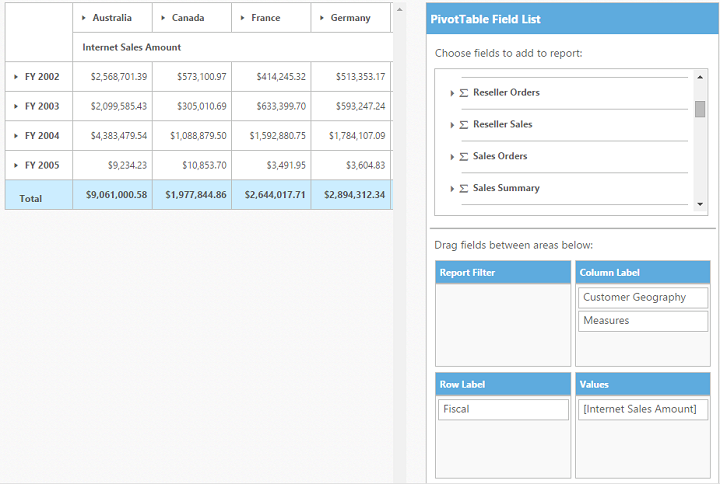 Australia Canada France Germany
Internet Sales Amount
FY 2002 $2,568,701.39 $573,100.97 $414,245.32 $513,353.17
FY 2003 $2,099,585.43 $305,010.69 $633,399.70 $593,247.24
FY 2004 $4,383,479.54 $1,088,879.50 $1,592,880.75 $1,784,107.09
FY 2005 $9,234.23 $10,853.70 $3,491.95 $3,604.83
Total $9,061,000.58 $1,977,844.86 $2,644,017.71 $2,894,312.34
PivotTable Field List
Choose fields to add to report:
Σ Reseller Orders
Σ Reseller Sales
Σ Sales Orders
Σ Sales Summary
Drag fields between areas below:
Report Filter
Column Label
Customer Geography
Measures
Row Label
Fiscal
Values
[Internet Sales Amount]